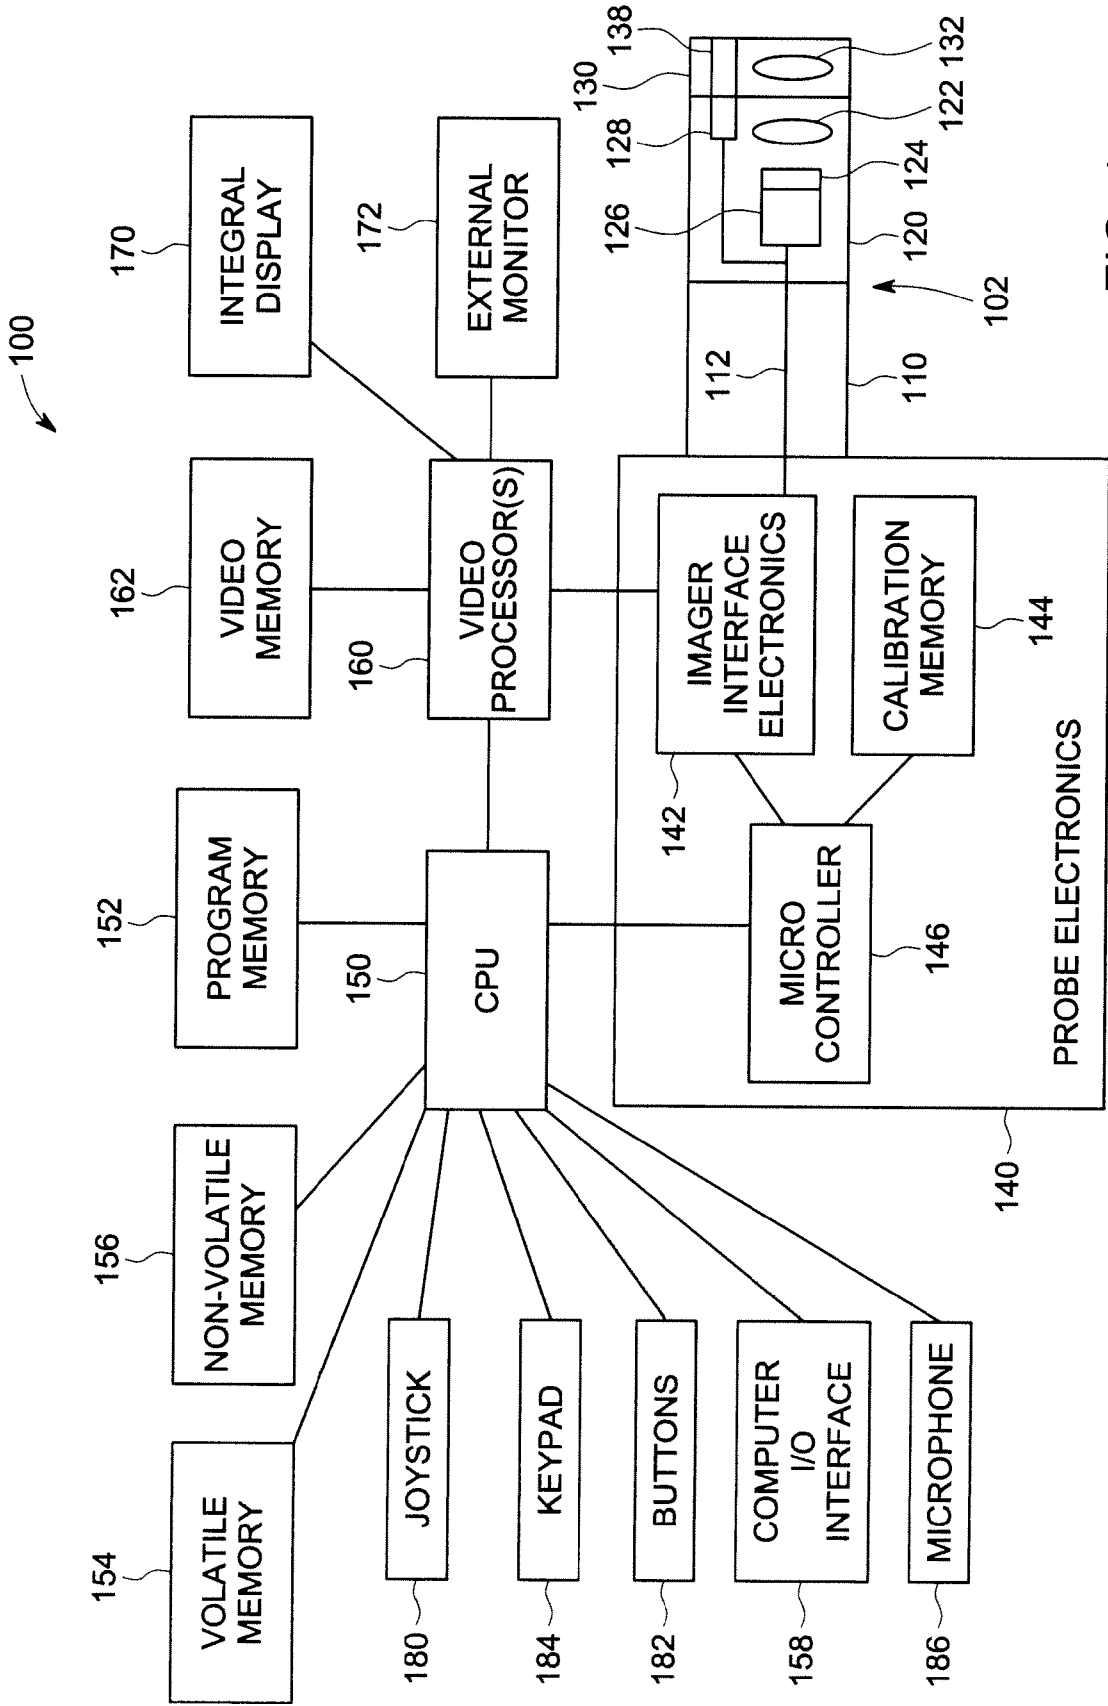 100
154
156
152
162
170
VOLATILE
MEMORY
NON-VOLATILE
MEMORY
PROGRAM
MEMORY
VIDEO
MEMORY
INTEGRAL
DISPLAY
150
160
172
180
JOYSTICK
CPU
VIDEO
PROCESSOR(S)
EXTERNAL
MONITOR
184
KEYPAD
182
BUTTONS
158
COMPUTER
I/O
INTERFACE
186
MICROPHONE
140
142
IMAGER
INTERFACE
ELECTRONICS
MICRO
CONTROLLER
146
CALIBRATION
MEMORY
144
PROBE ELECTRONICS
112
110
102
126
128
130
138
120
124
122
132